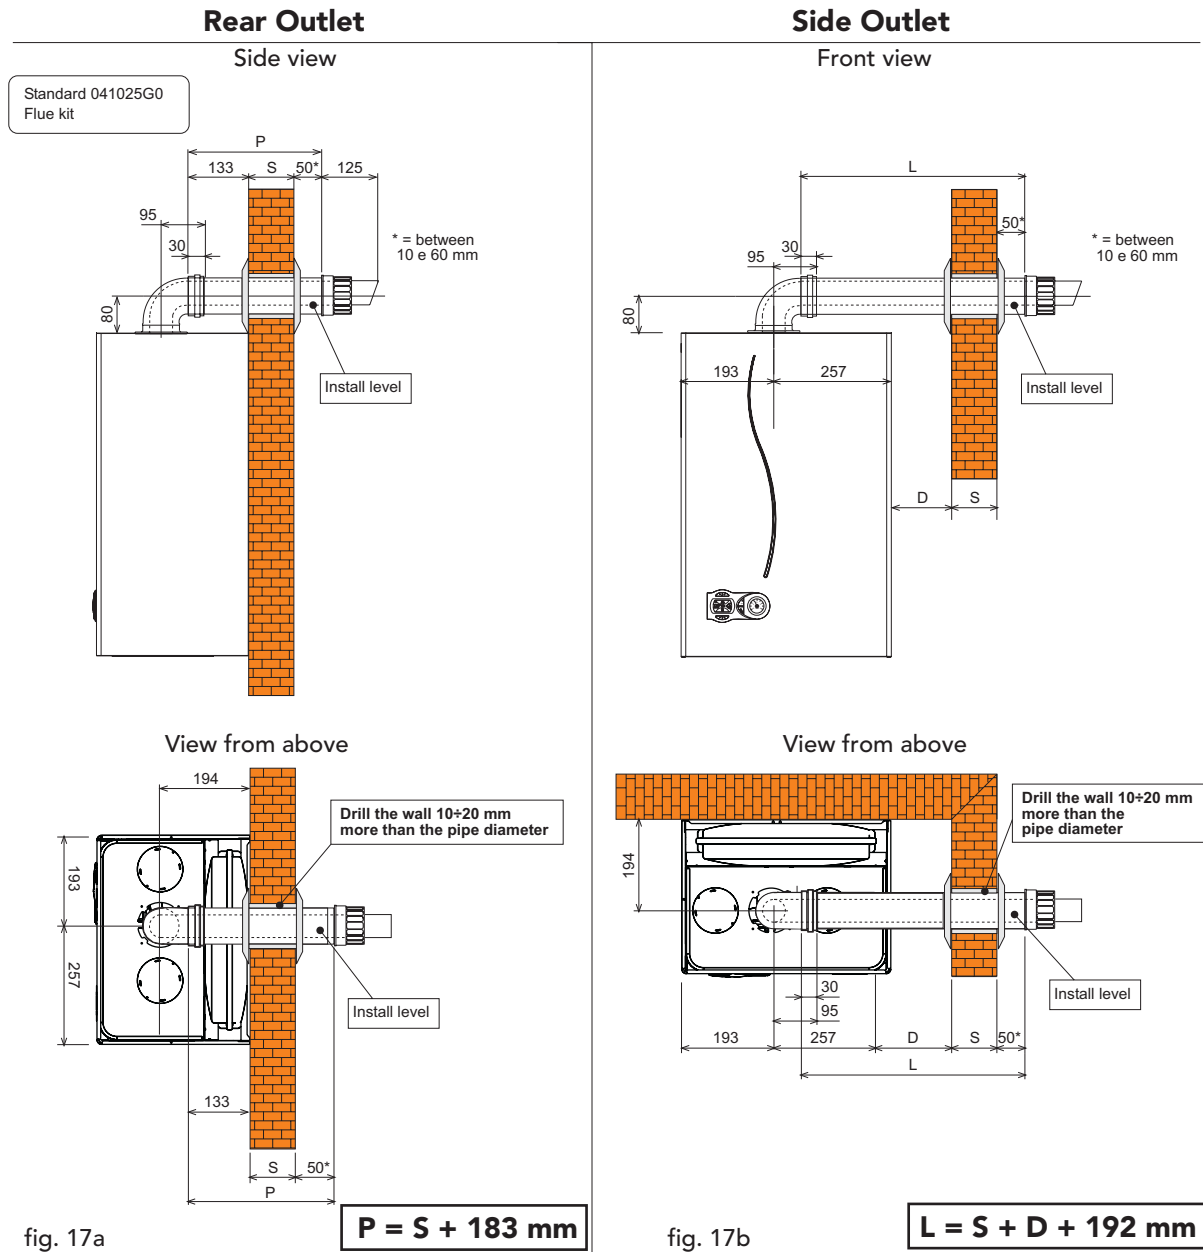 Rear Outlet
Side view
Standard 041025G0
Flue kit
P
133
S
50*
125
95
30
* = between
10 e 60 mm
80
Install level
View from above
194
Drill the wall 10÷20 mm
more than the pipe diameter
193
257
Install level
133
S
50*
P
fig. 17a
P = S + 183 mm
Side Outlet
Front view
L
50*
30
95
* = between
10 e 60 mm
80
193
257
Install level
D
S
View from above
Drill the wall 10÷20 mm
more than the
pipe diameter
194
30
95
Install level
193
257
D
S
50*
L
fig. 17b
L = S + D + 192 mm